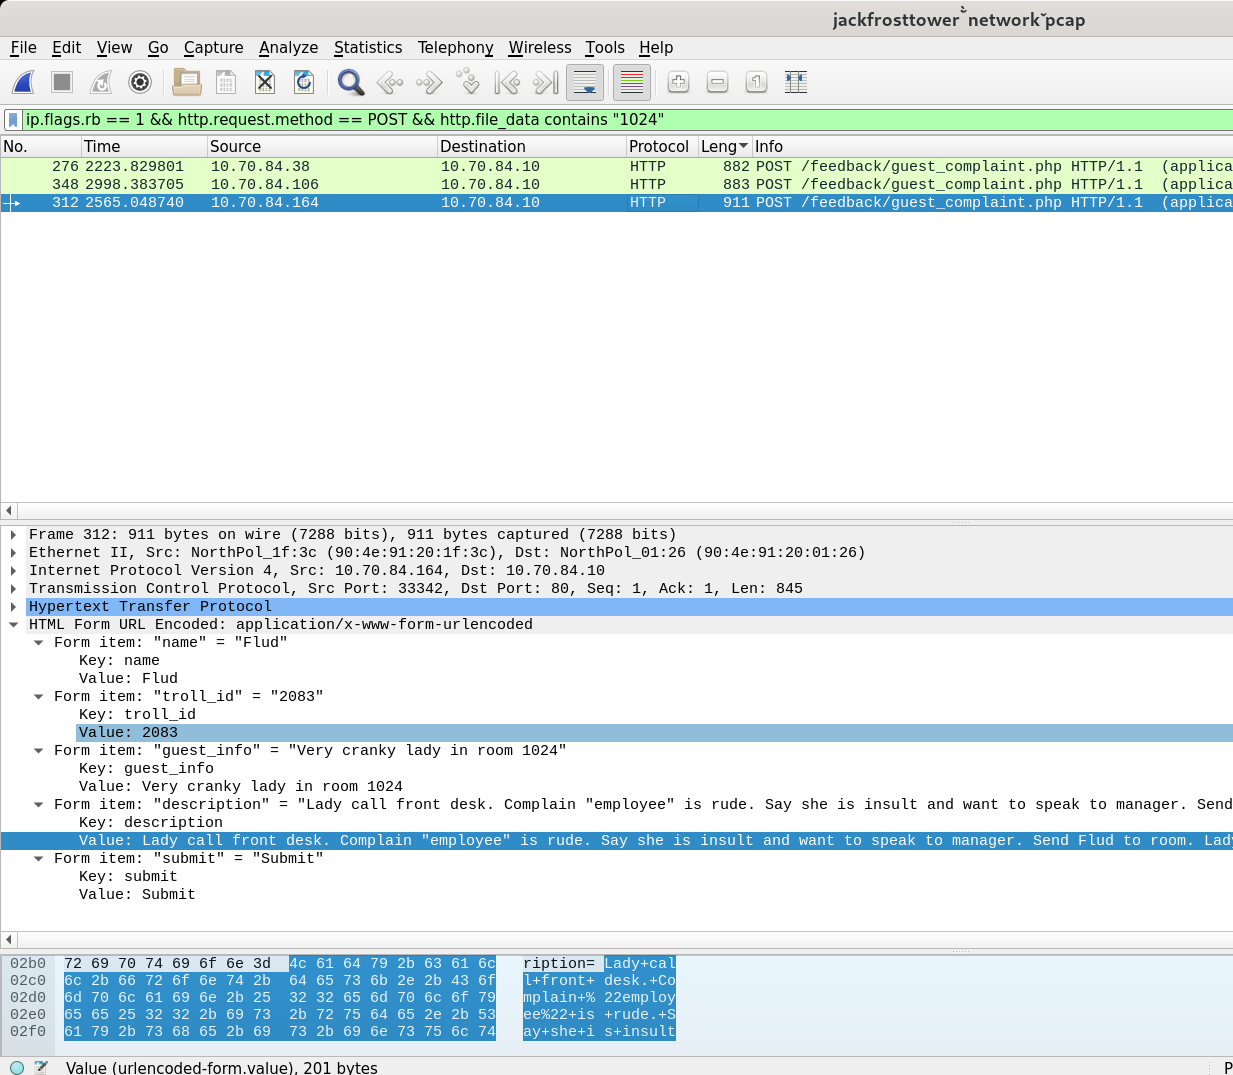 jackfrosttower-network.pcap
File Edit View Go Capture Analyze Statistics Telephony Wireless Tools Help
ip.flags.rb == 1 && http.request.method == POST && http.file_data contains "1024"
No. Time Source Destination Protocol Leng Info
276 2223.829801 10.70.84.38 10.70.84.10 HTTP 882 POST /feedback/guest_complaint.php HTTP/1.1 (applica
348 2998.383705 10.70.84.106 10.70.84.10 HTTP 883 POST /feedback/guest_complaint.php HTTP/1.1 (applica
312 2565.048740 10.70.84.164 10.70.84.10 HTTP 911 POST /feedback/guest_complaint.php HTTP/1.1 (applica
Frame 312: 911 bytes on wire (7288 bits), 911 bytes captured (7288 bits)
Ethernet II, Src: NorthPol_1f:3c (90:4e:91:20:1f:3c), Dst: NorthPol_01:26 (90:4e:91:20:01:26)
Internet Protocol Version 4, Src: 10.70.84.164, Dst: 10.70.84.10
Transmission Control Protocol, Src Port: 33342, Dst Port: 80, Seq: 1, Ack: 1, Len: 845
Hypertext Transfer Protocol
HTML Form URL Encoded: application/x-www-form-urlencoded
Form item: "name" = "Flud"
Key: name
Value: Flud
Form item: "troll_id" = "2083"
Key: troll_id
Value: 2083
Form item: "guest_info" = "Very cranky lady in room 1024"
Key: guest_info
Value: Very cranky lady in room 1024
Form item: "description" = "Lady call front desk. Complain "employee" is rude. Say she is insult and want to speak to manager. Send
Key: description
Value: Lady call front desk. Complain "employee" is rude. Say she is insult and want to speak to manager. Send Flud to room. Lad
Form item: "submit" = "Submit"
Key: submit
Value: Submit
02b0 72 69 70 74 69 6f 6e 3d 4c 61 64 79 2b 63 61 6c ription= Lady+cal
02c0 6c 2b 66 72 6f 6e 74 2b 64 65 73 6b 2e 2b 43 6f l+front+ desk.+Co
02d0 6d 70 6c 61 69 6e 2b 25 32 32 65 6d 70 6c 6f 79 mplain+% 22employ
02e0 65 65 25 32 32 2b 69 73 2b 72 75 64 65 2e 2b 53 ee%22+is +rude.+S
02f0 61 79 2b 73 68 65 2b 69 73 2b 69 6e 73 75 6c 74 ay+she+i s+insult
Value (urlencoded-form.value), 201 bytes
P